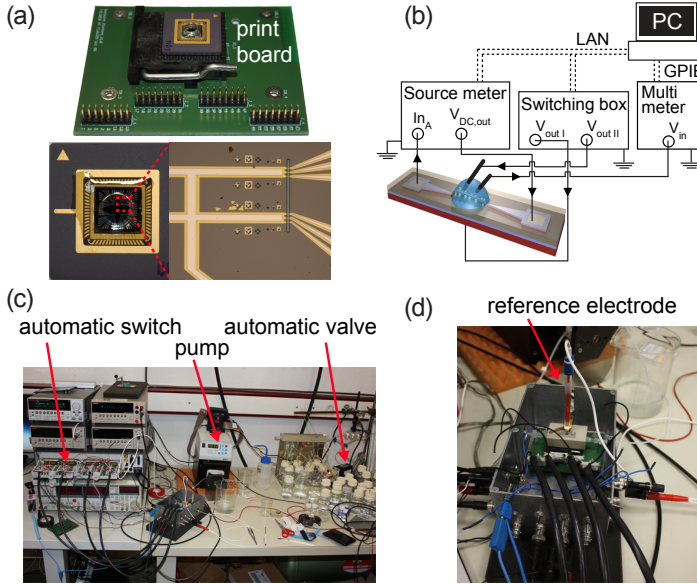 (a)
print
board
(b)
PC
LAN
GPIB
Source meter
In_A
V_DC,out
Switching box
V_out I
V_out II
Multi
meter
V_in
(c)
automatic switch
pump
automatic valve
(d)
reference electrode